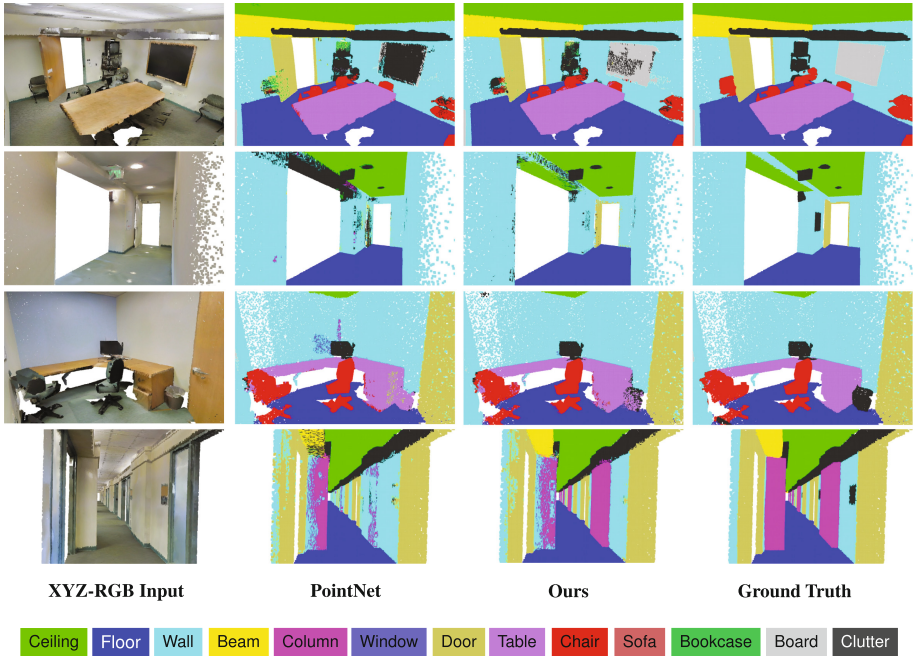 XYZ-RGB Input PointNet Ours Ground Truth
Ceiling Floor Wall Beam Column Window Door Table Chair Sofa Bookcase Board Clutter